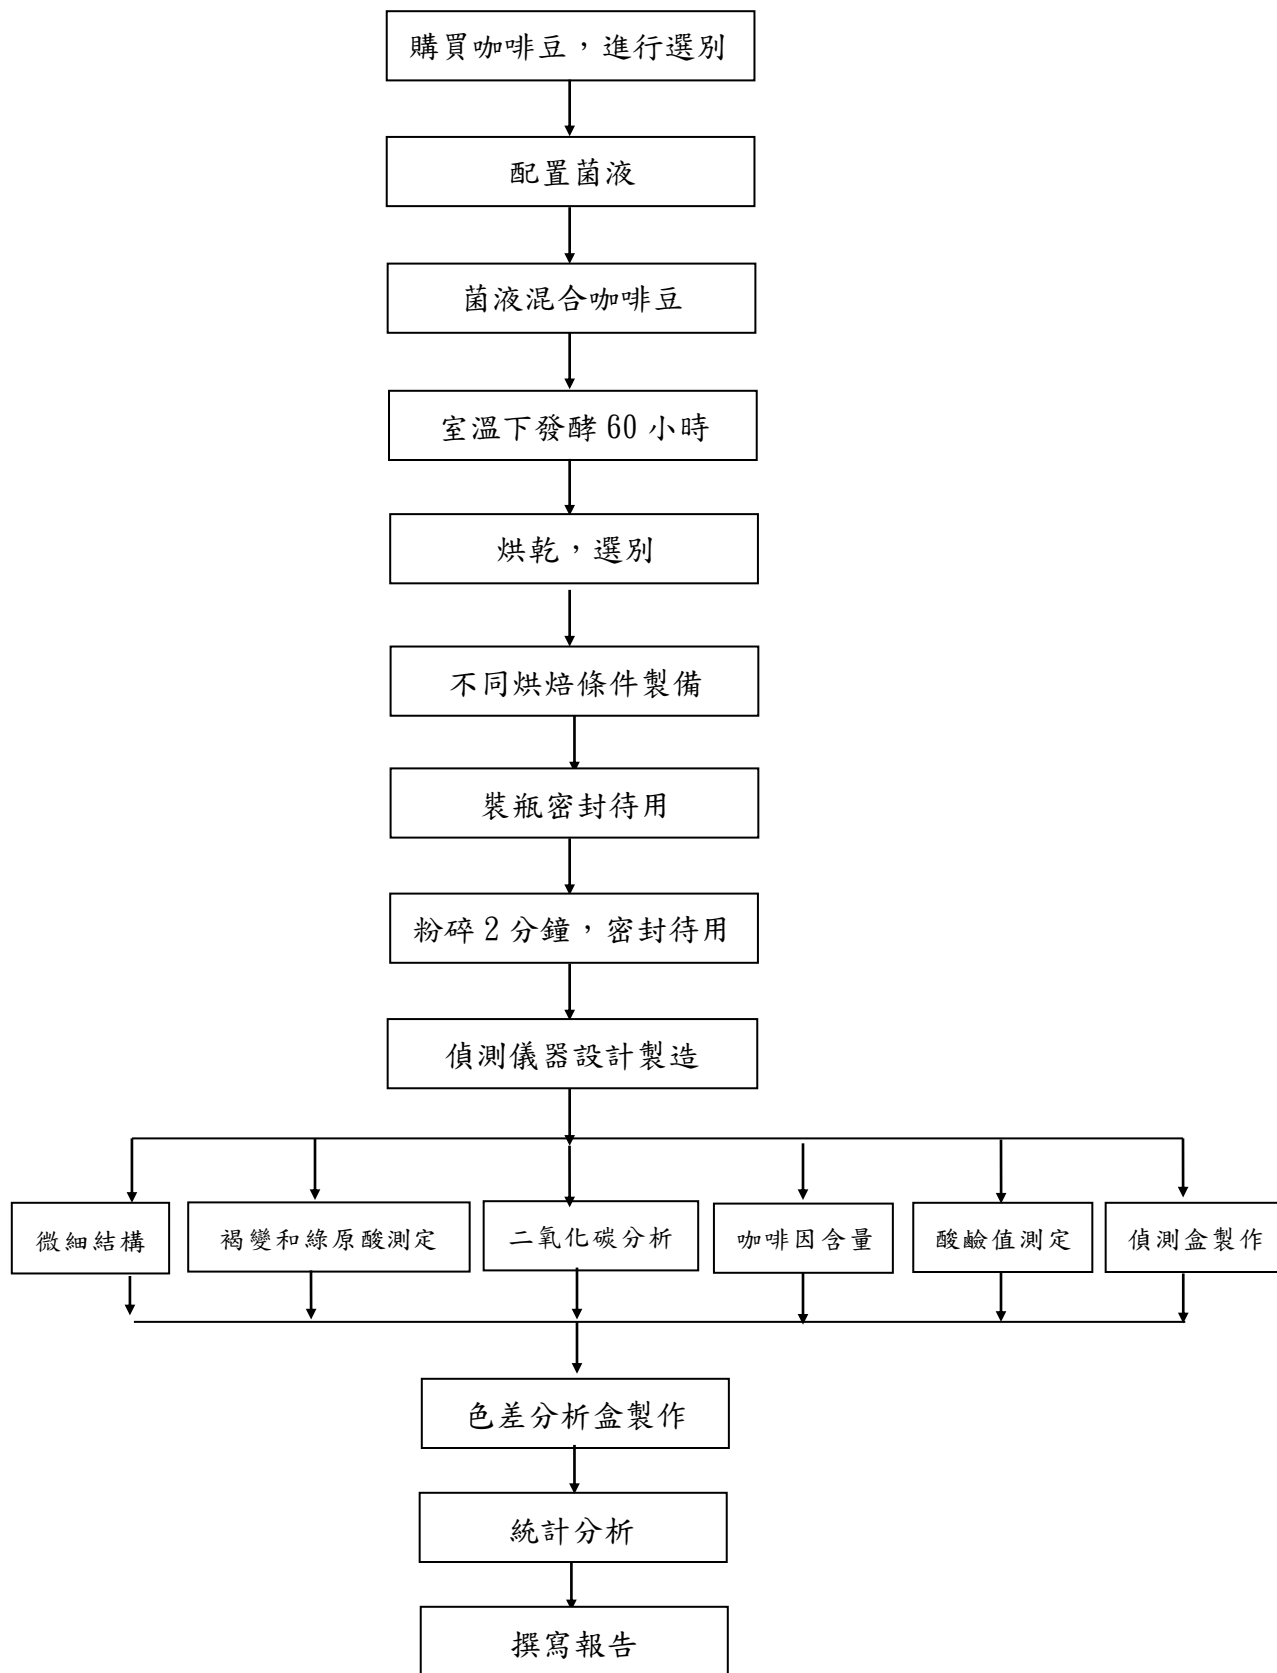 購買咖啡豆，進行選別
配置菌液
菌液混合咖啡豆
室溫下發酵 60 小時
烘乾，選別
不同烘焙條件製備
裝瓶密封待用
粉碎 2 分鐘，密封待用
偵測儀器設計製造
微細結構
褐變和綠原酸測定
二氧化碳分析
咖啡因含量
酸鹼值測定
偵測盒製作
色差分析盒製作
統計分析
撰寫報告